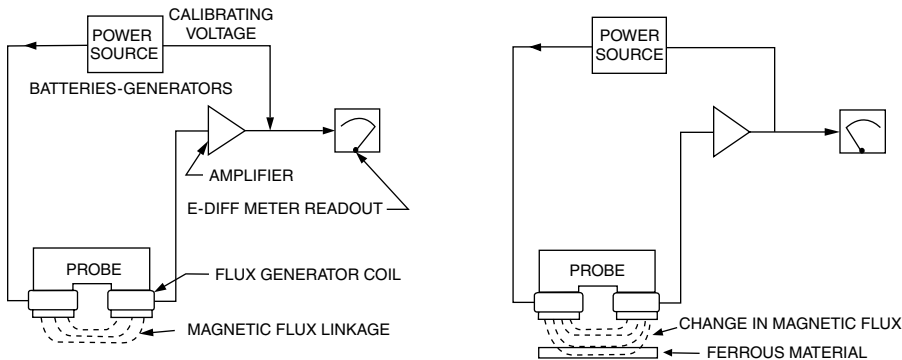 CALIBRATING
VOLTAGE
POWER
SOURCE
BATTERIES-GENERATORS
AMPLIFIER
E-DIFF METER READOUT
PROBE
FLUX GENERATOR COIL
MAGNETIC FLUX LINKAGE
POWER
SOURCE
PROBE
CHANGE IN MAGNETIC FLUX
FERROUS MATERIAL